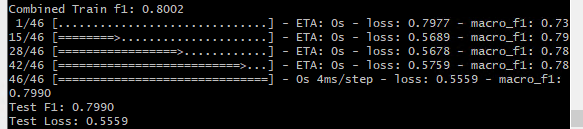 Combined Train f1: 0.8002
 1/46 [..............................] - ETA: 0s - loss: 0.7977 - macro_f1: 0.73
15/46 [========>.....................] - ETA: 0s - loss: 0.5689 - macro_f1: 0.79
28/46 [=================>............] - ETA: 0s - loss: 0.5678 - macro_f1: 0.78
42/46 [==========================>...] - ETA: 0s - loss: 0.5759 - macro_f1: 0.78
46/46 [==============================] - 0s 4ms/step - loss: 0.5559 - macro_f1:
0.7990
Test F1: 0.7990
Test Loss: 0.5559